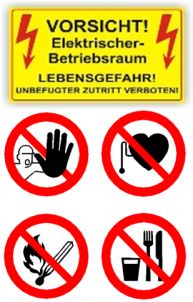 VORSICHT!
Elektrischer-
Betriebsraum
LEBENSGEFAHR!
UNBEFUGTER ZUTRITT VERBOTEN!